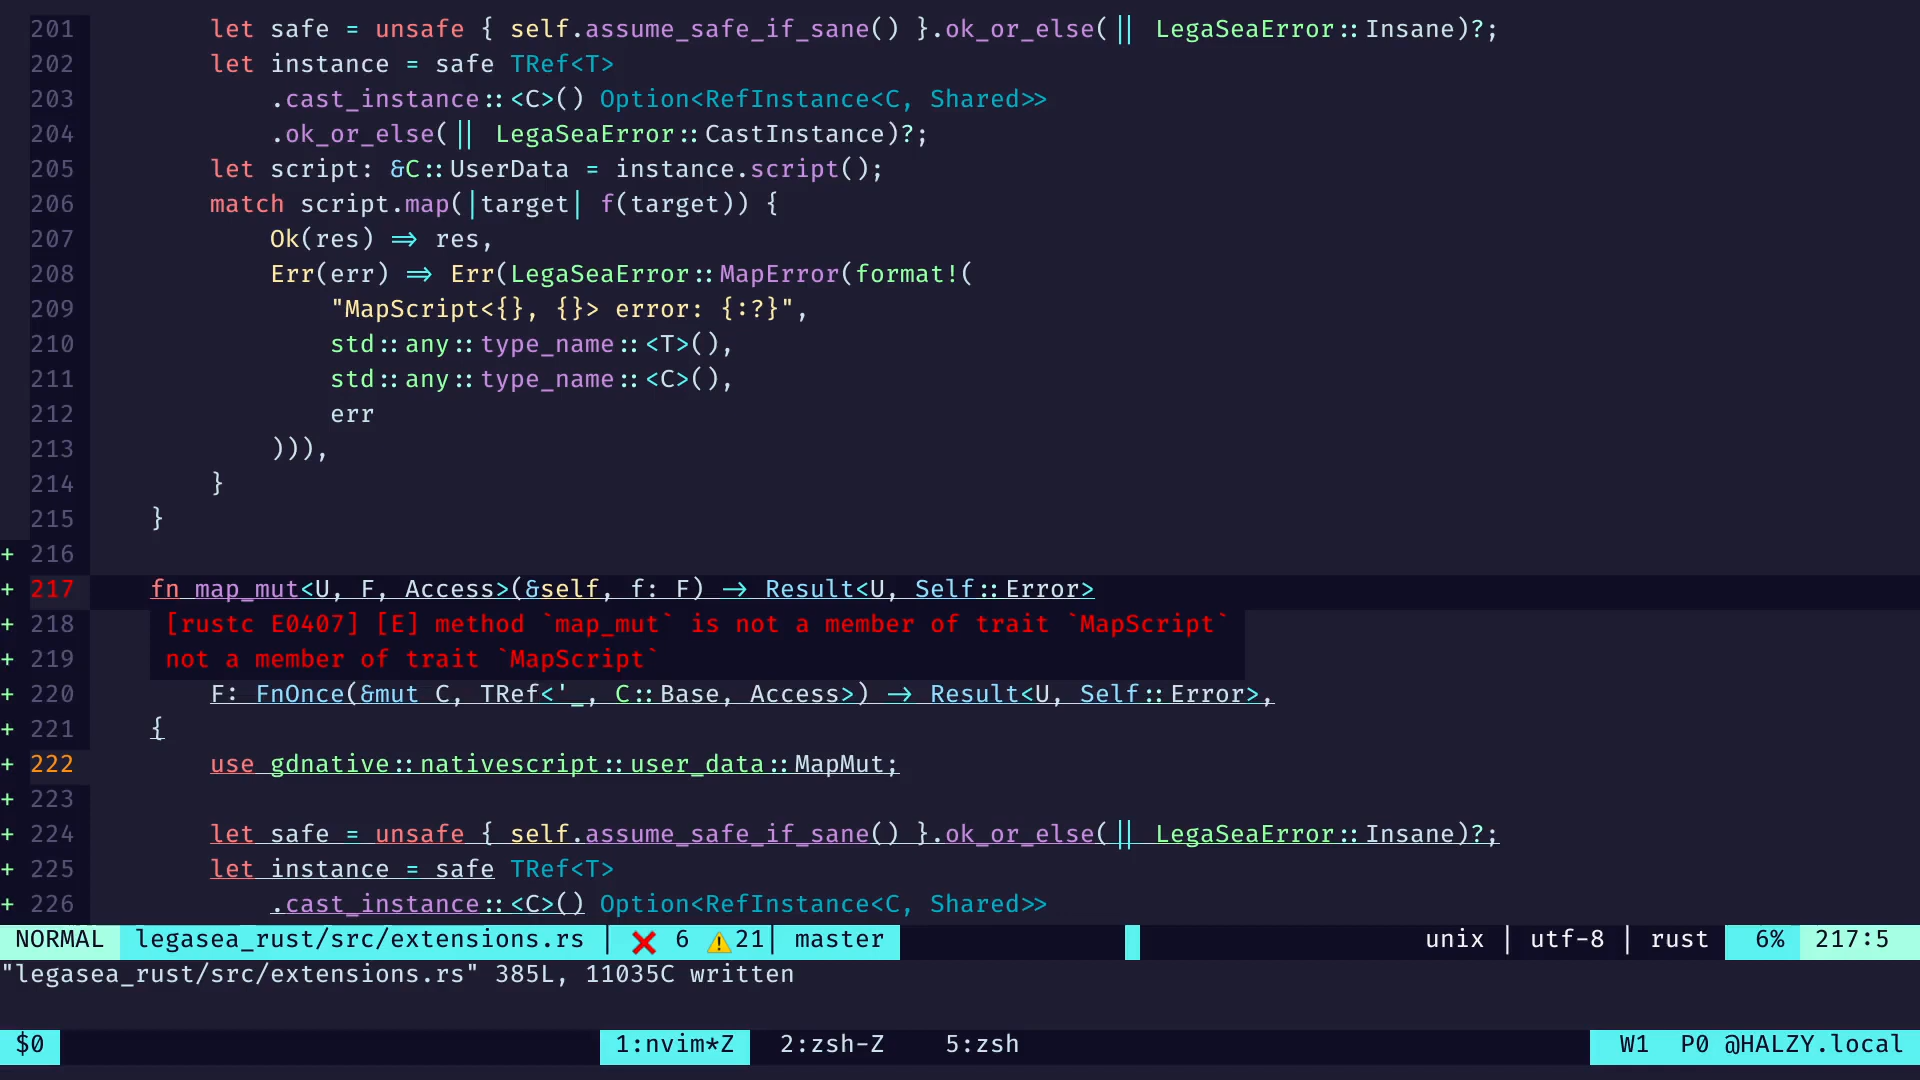 201         let safe = unsafe { self.assume_safe_if_sane() }.ok_or_else(|| LegaSeaError::Insane)?;
202         let instance = safe TRef<T>
203             .cast_instance::<C>() Option<RefInstance<C, Shared>>
204             .ok_or_else(|| LegaSeaError::CastInstance)?;
205         let script: &C::UserData = instance.script();
206         match script.map(|target| f(target)) {
207             Ok(res) => res,
208             Err(err) => Err(LegaSeaError::MapError(format!(
209                 "MapScript<{}, {}> error: {:?}",
210                 std::any::type_name::<T>(),
211                 std::any::type_name::<C>(),
212                 err
213             ))),
214         }
215     }
+ 216
+ 217     fn map_mut<U, F, Access>(&self, f: F) -> Result<U, Self::Error>
+ 218      [rustc E0407] [E] method `map_mut` is not a member of trait `MapScript`
+ 219      not a member of trait `MapScript`
+ 220         F: FnOnce(&mut C, TRef<'_, C::Base, Access>) -> Result<U, Self::Error>,
+ 221     {
+ 222         use gdnative::nativescript::user_data::MapMut;
+ 223
+ 224         let safe = unsafe { self.assume_safe_if_sane() }.ok_or_else(|| LegaSeaError::Insane)?;
+ 225         let instance = safe TRef<T>
+ 226             .cast_instance::<C>() Option<RefInstance<C, Shared>>
NORMAL legasea_rust/src/extensions.rs | ❌ 6 ⚠️21| master unix | utf-8 | rust 6% 217:5
"legasea_rust/src/extensions.rs" 385L, 11035C written
$0 1:nvim*Z 2:zsh-Z 5:zsh W1 P0 @HALZY.local